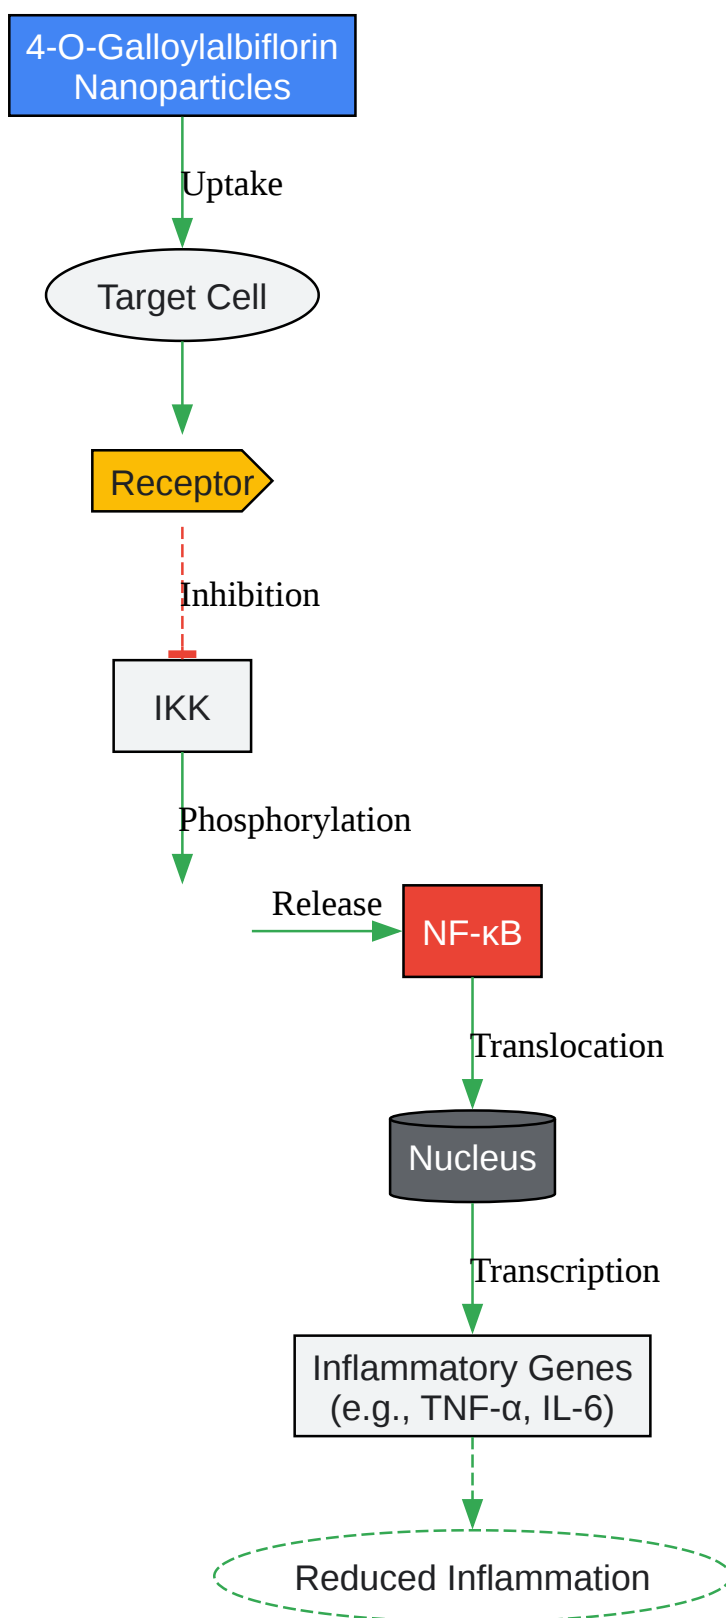 4-O-Galloylalbiflorin
Nanoparticles
Uptake
Target Cell
Receptor
Inhibition
IKK
Phosphorylation
Release
NF-κB
Translocation
Nucleus
Transcription
Inflammatory Genes
(e.g., TNF-α, IL-6)
Reduced Inflammation